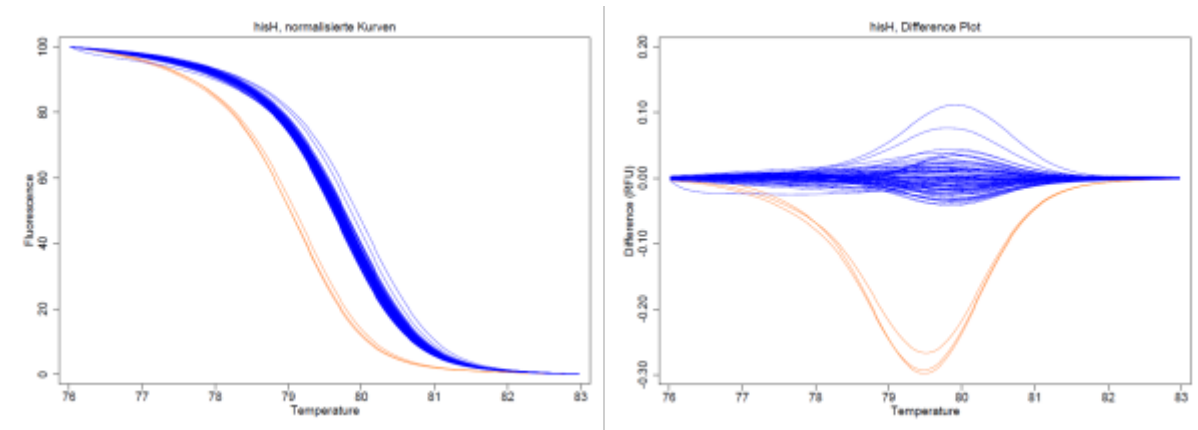 hisH, normalisierte Kurven
100
80
60
40
20
0
Fluorescence
76 77 78 79 80 81 82 83
Temperature
hisH, Difference Plot
0.20
0.10
0.00
-0.10
-0.20
-0.30
Difference (RFU)
76 77 78 79 80 81 82 83
Temperature